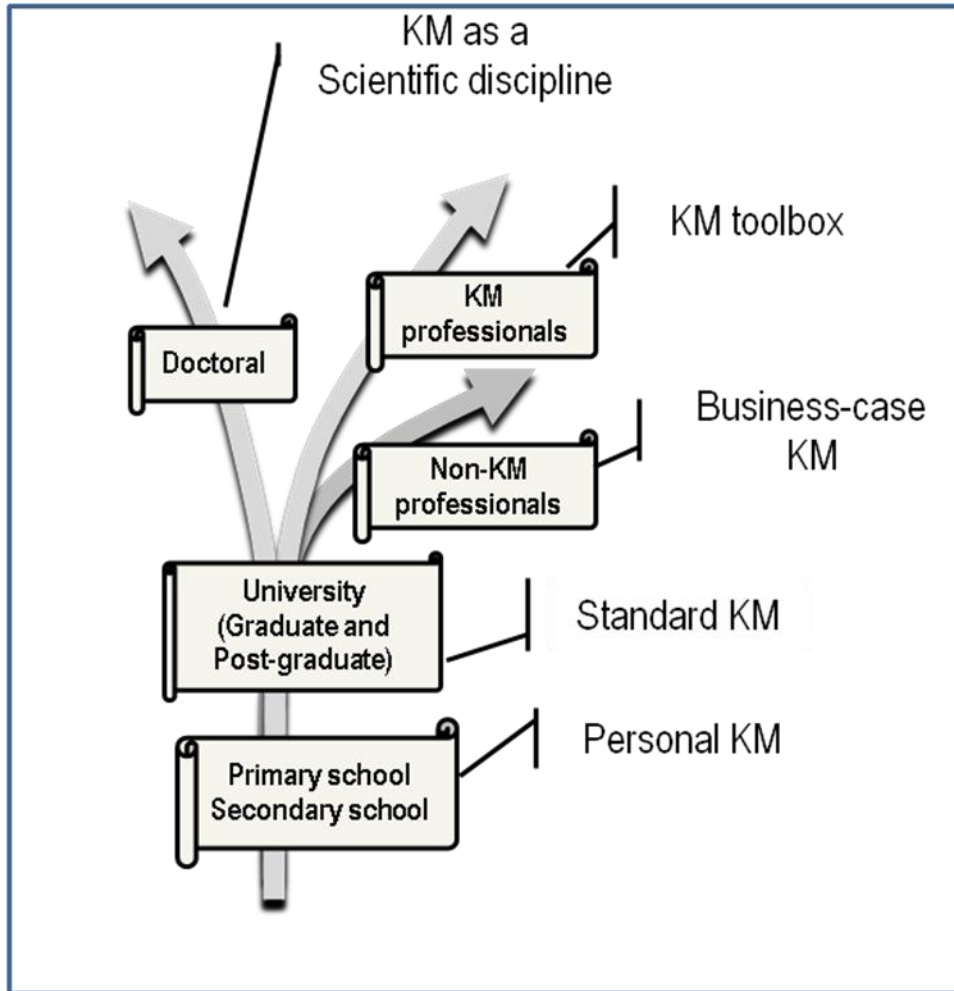 KM as a
Scientific discipline
KM toolbox
KM
professionals
Doctoral
Business-case
KM
Non-KM
professionals
University
(Graduate and
Post-graduate)
Standard KM
Personal KM
Primary school
Secondary school